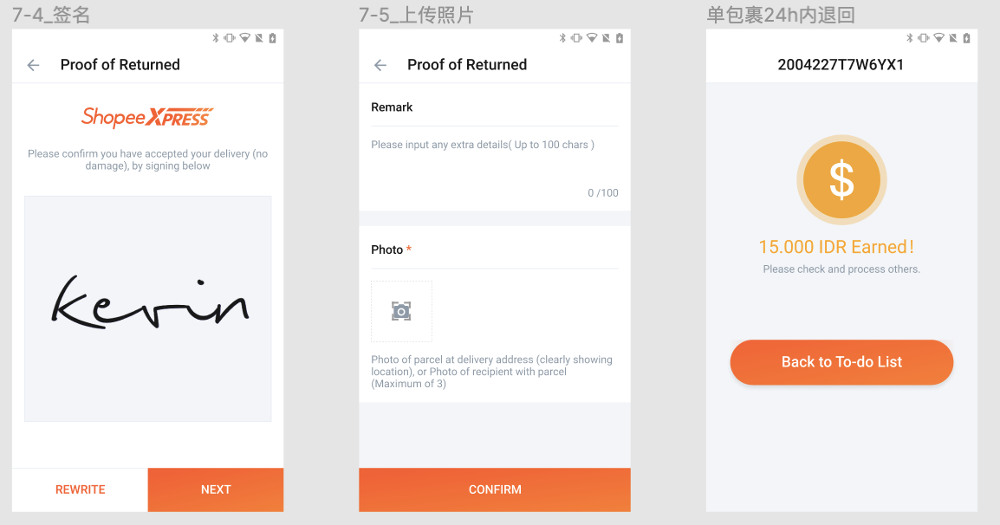 7-4_签名
Proof of Returned
Shopee XPRESS
Please confirm you have accepted your delivery (no
damage), by signing below
Kevin
REWRITE
NEXT
7-5_上传照片
Proof of Returned
Remark
Please input any extra details( Up to 100 chars )
0 /100
Photo *
Photo of parcel at delivery address (clearly showing
location), or Photo of recipient with parcel
(Maximum of 3)
CONFIRM
单包裹24h内退回
2004227T7W6YX1
$
15.000 IDR Earned!
Please check and process others.
Back to To-do List